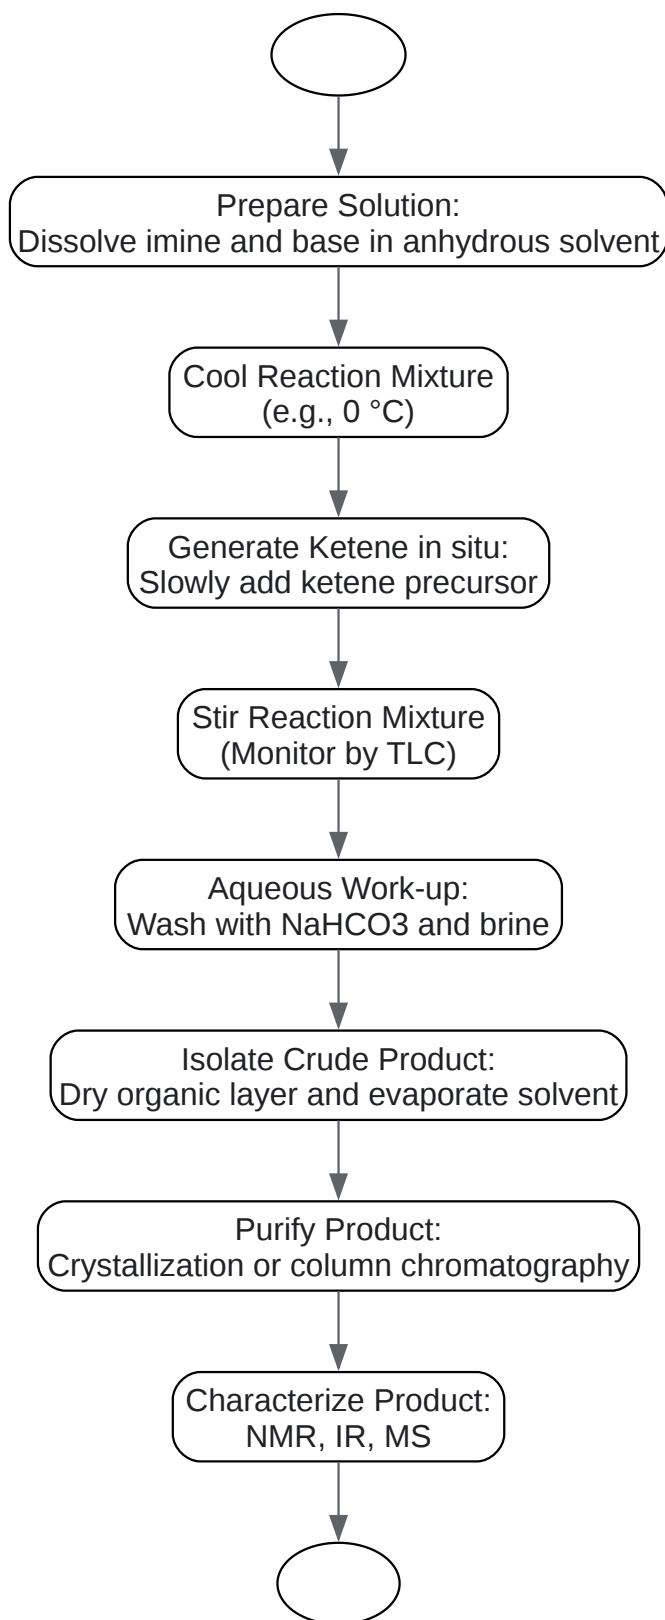 Prepare Solution:
Dissolve imine and base in anhydrous solvent
Cool Reaction Mixture
(e.g., 0 °C)
Generate Ketene in situ:
Slowly add ketene precursor
Stir Reaction Mixture
(Monitor by TLC)
Aqueous Work-up:
Wash with NaHCO3 and brine
Isolate Crude Product:
Dry organic layer and evaporate solvent
Purify Product:
Crystallization or column chromatography
Characterize Product:
NMR, IR, MS